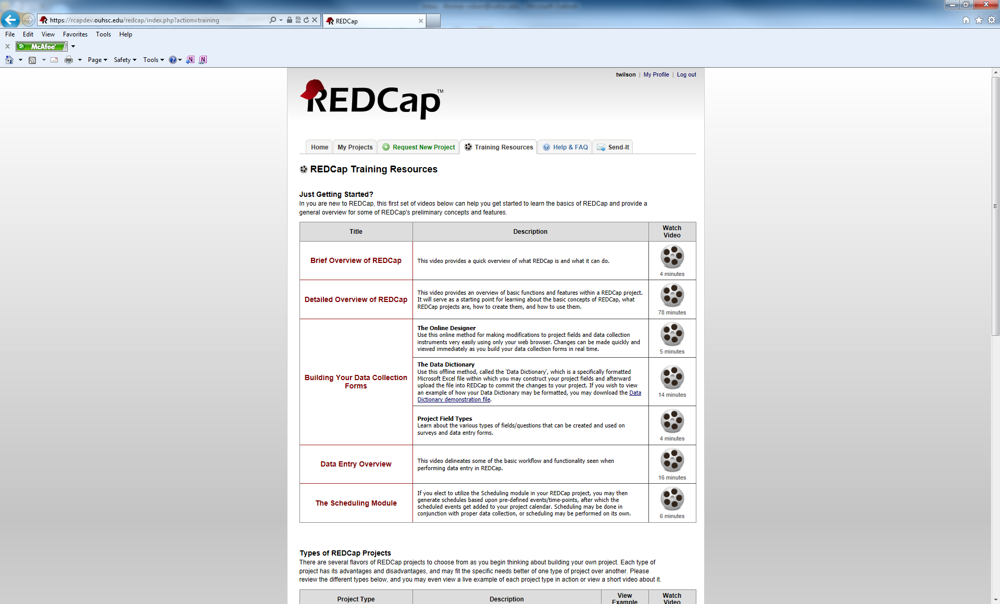 https://rcapdev.ouhsc.edu/redcap/index.php?action=training
REDCap
File Edit View Favorites Tools Help
McAfee
Page Safety Tools
twilson | My Profile | Log out
REDCap™
Home My Projects Request New Project Training Resources Help & FAQ Send-It
REDCap Training Resources
Just Getting Started?
In you are new to REDCap, this first set of videos below can help you get started to learn the basics of REDCap and provide a
general overview for some of REDCap's preliminary concepts and features.
Title Description Watch
Video
Brief Overview of REDCap
This video provides a quick overview of what REDCap is and what it can do.
4 minutes
Detailed Overview of REDCap
This video provides an overview of basic functions and features within a REDCap project.
It will serve as a starting point for learning about the basic concepts of REDCap, what
REDCap projects are, how to create them, and how to use them.
78 minutes
Building Your Data Collection
Forms
The Online Designer
Use this online method for making modifications to project fields and data collection
instruments very easily using only your web browser. Changes can be made quickly and
viewed immediately as you build your data collection forms in real time.
5 minutes
The Data Dictionary
Use this offline method, called the 'Data Dictionary', which is a specifically formatted
Microsoft Excel file within which you may construct your project fields and afterward
upload the file into REDCap to commit the changes to your project. If you wish to view
an example of how your Data Dictionary may be formatted, you may download the Data
Dictionary demonstration file.
14 minutes
Project Field Types
Learn about the various types of fields/questions that can be created and used on
surveys and data entry forms.
4 minutes
Data Entry Overview
This video delineates some of the basic workflow and functionality seen when
performing data entry in REDCap.
16 minutes
The Scheduling Module
If you elect to utilize the Scheduling module in your REDCap project, you may then
generate schedules based upon pre-defined events/time-points, after which the
scheduled events get added to your project calendar. Scheduling may be done in
conjunction with proper data collection, or scheduling may be performed on its own.
6 minutes
Types of REDCap Projects
There are several flavors of REDCap projects to choose from as you begin thinking about building your own project. Each type of
project has its advantages and disadvantages, and may fit the specific needs better of one type of project over another. Please
review the different types below, and you may even view a live example of each project type in action or view a short video about it.
Project Type Description View
Example Watch
Video